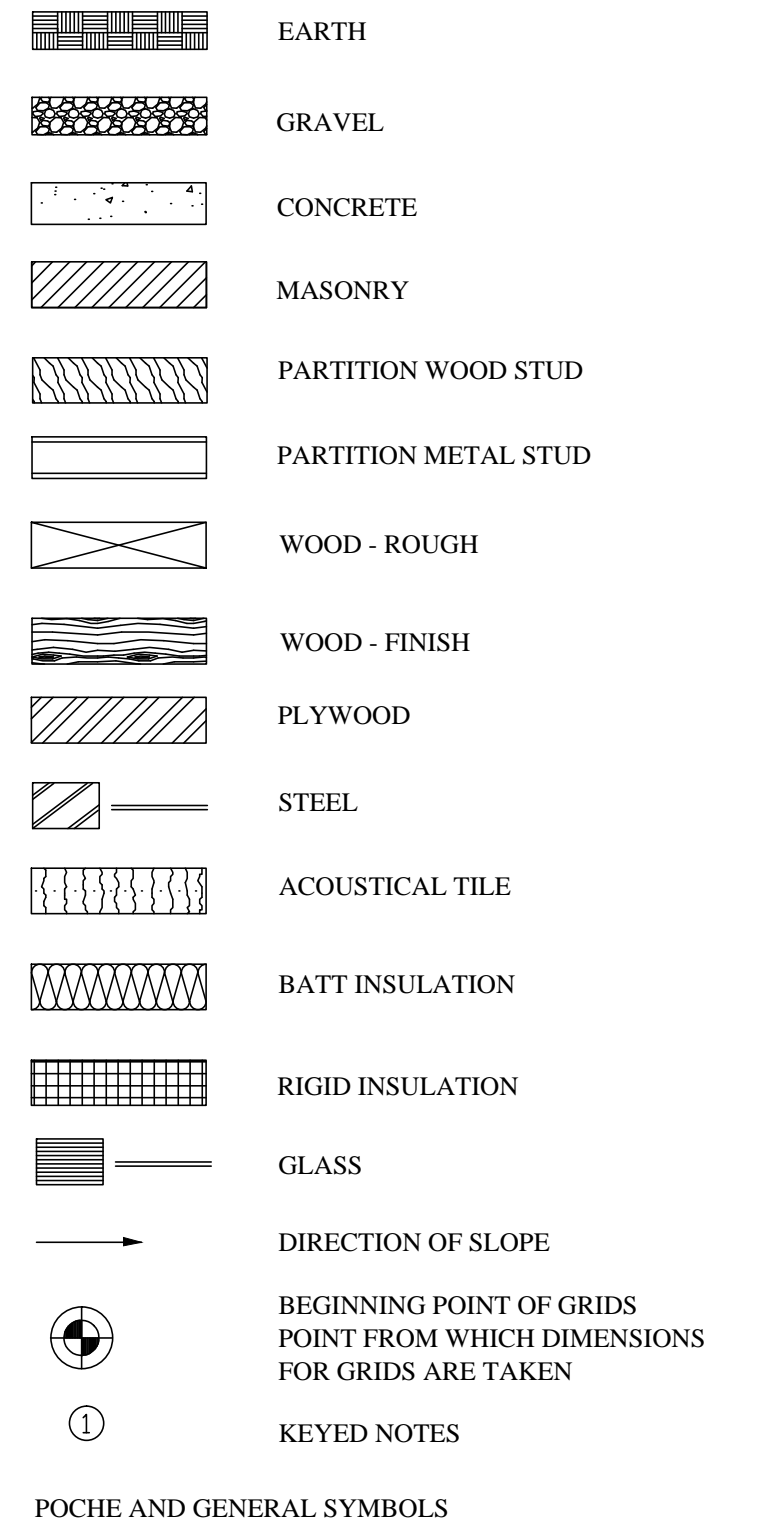 EARTH
GRAVEL
CONCRETE
MASONRY
PARTITION WOOD STUD
PARTITION METAL STUD
WOOD - ROUGH
WOOD - FINISH
PLYWOOD
STEEL
ACOUSTICAL TILE
BATT INSULATION
RIGID INSULATION
GLASS
DIRECTION OF SLOPE
BEGINNING POINT OF GRIDS
POINT FROM WHICH DIMENSIONS
FOR GRIDS ARE TAKEN
1 KEYED NOTES
POCHE AND GENERAL SYMBOLS